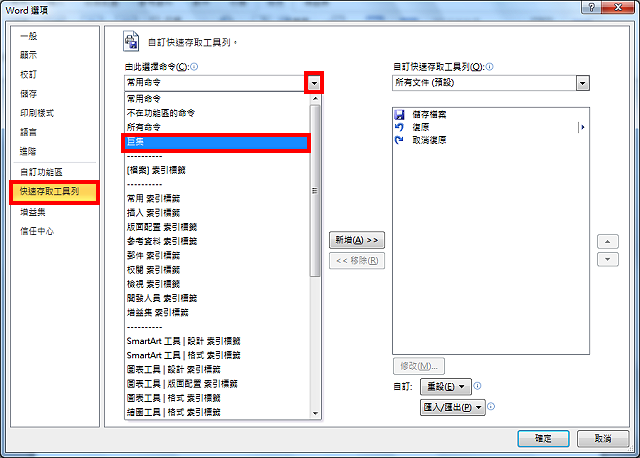 Word 選項
一般
顯示
校訂
儲存
印刷樣式
語言
進階
自訂功能區
快速存取工具列
增益集
信任中心
自訂快速存取工具列。
由此選擇命令(C):
常用命令
常用命令
不在功能區的命令
所有命令
巨集
----------
[檔案] 索引標籤
----------
常用 索引標籤
插入 索引標籤
版面配置 索引標籤
參考資料 索引標籤
郵件 索引標籤
校閱 索引標籤
檢視 索引標籤
開發人員 索引標籤
增益集 索引標籤
----------
SmartArt 工具 | 設計 索引標籤
SmartArt 工具 | 格式 索引標籤
圖表工具 | 設計 索引標籤
圖表工具 | 版面配置 索引標籤
圖表工具 | 格式 索引標籤
繪圖工具 | 格式 索引標籤
新增(A) >>
<< 移除(R)
自訂快速存取工具列(Q):
所有文件 (預設)
儲存檔案
復原
取消復原
修改(M)...
自訂:
重設(E)
匯入/匯出(P)
確定
取消